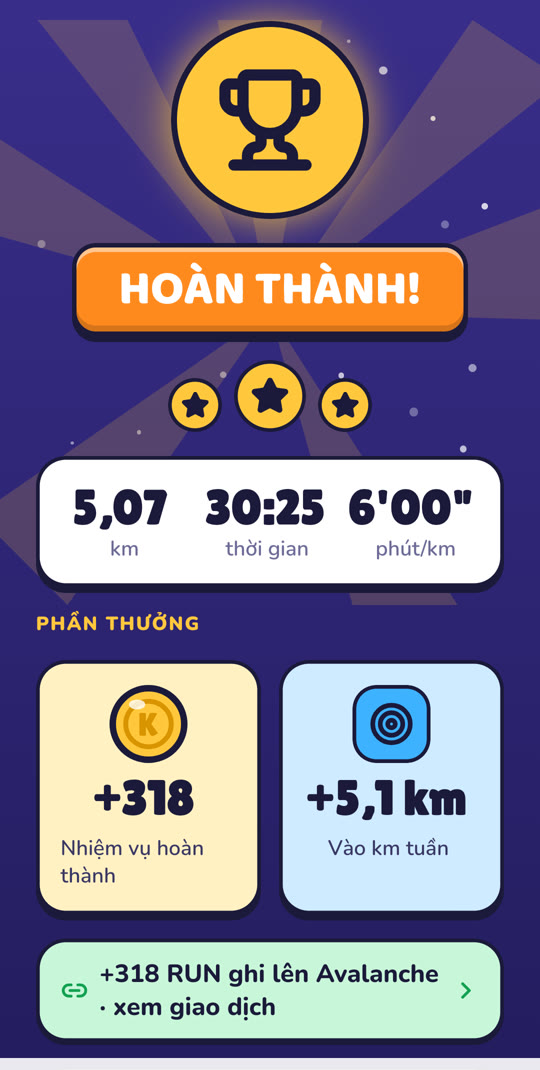 HOÀN THÀNH!
5,07 30:25 6'00"
km thời gian phút/km
PHẦN THƯỞNG
K
+318
Nhiệm vụ hoàn
thành
+5,1 km
Vào km tuần
+318 RUN ghi lên Avalanche
· xem giao dịch